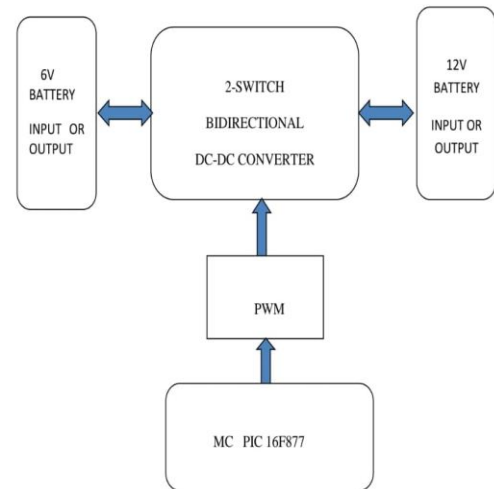 6V
BATTERY
INPUT OR
OUTPUT
2-SWITCH
BIDIRECTIONAL
DC-DC CONVERTER
12V
BATTERY
INPUT OR
OUTPUT
PWM
MC PIC 16F877